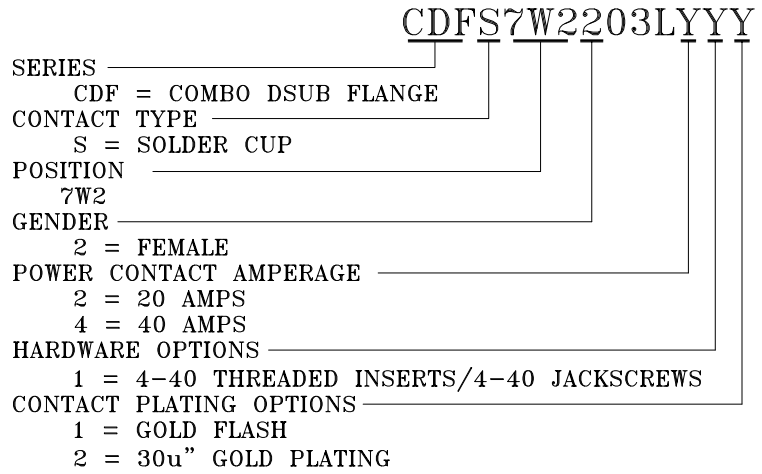 CDFS7W2203LYYY
SERIES
CDF = COMBO DSUB FLANGE
CONTACT TYPE
S = SOLDER CUP
POSITION
7W2
GENDER
2 = FEMALE
POWER CONTACT AMPERAGE
2 = 20 AMPS
4 = 40 AMPS
HARDWARE OPTIONS
1 = 4-40 THREADED INSERTS/4-40 JACKSCREWS
CONTACT PLATING OPTIONS
1 = GOLD FLASH
2 = 30u" GOLD PLATING